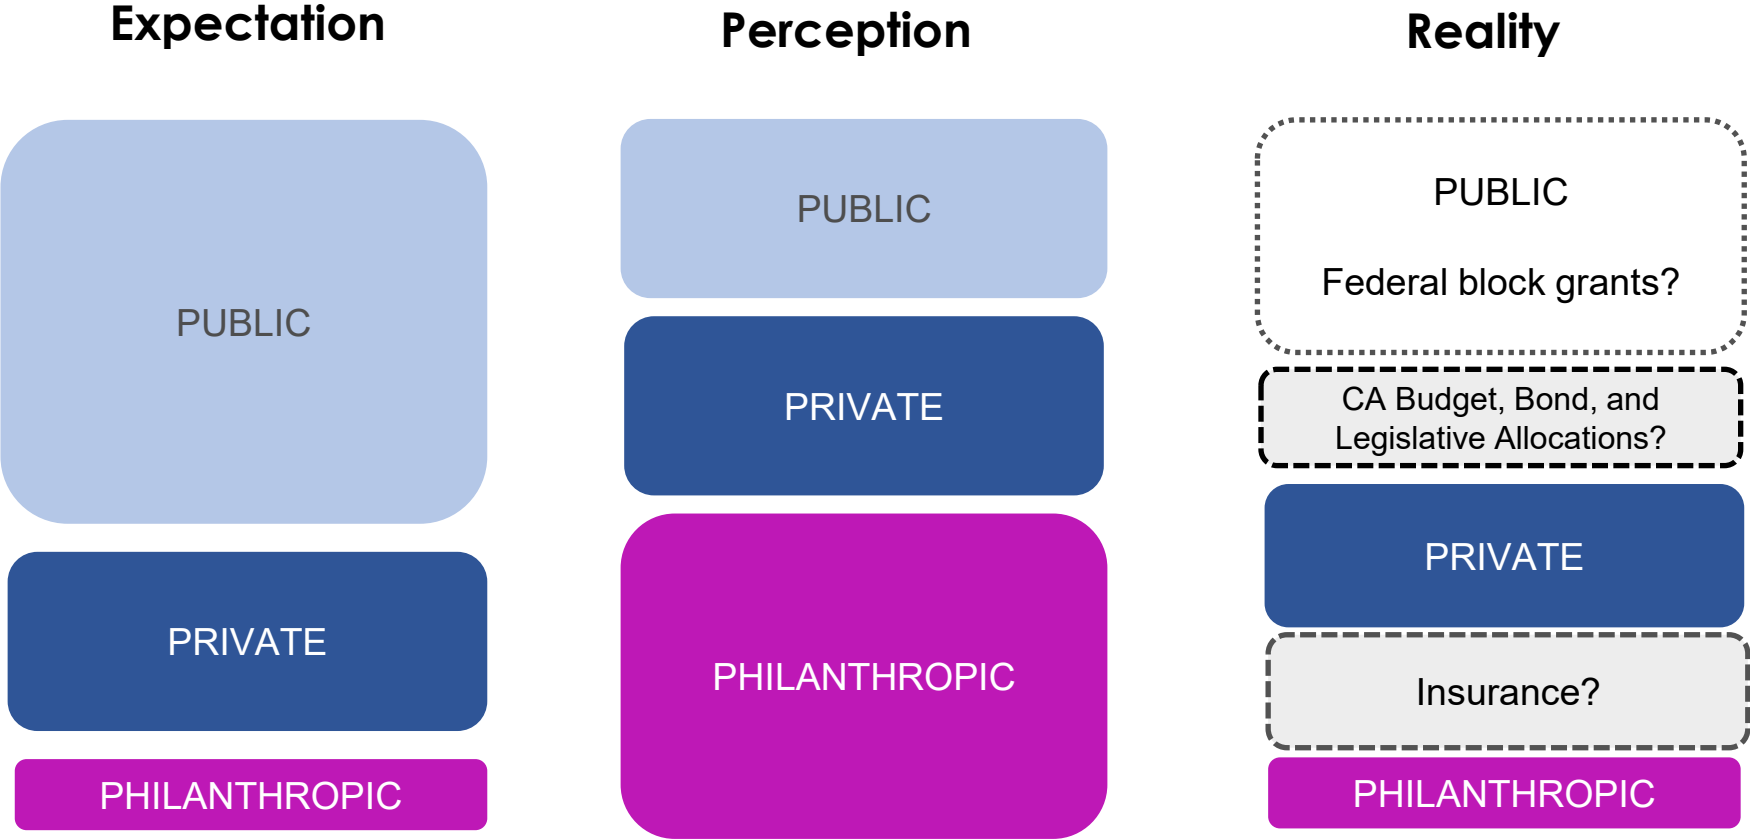 Expectation
PUBLIC
PRIVATE
PHILANTHROPIC
Perception
PUBLIC
PRIVATE
PHILANTHROPIC
Reality
PUBLIC
Federal block grants?
CA Budget, Bond, and
Legislative Allocations?
PRIVATE
Insurance?
PHILANTHROPIC